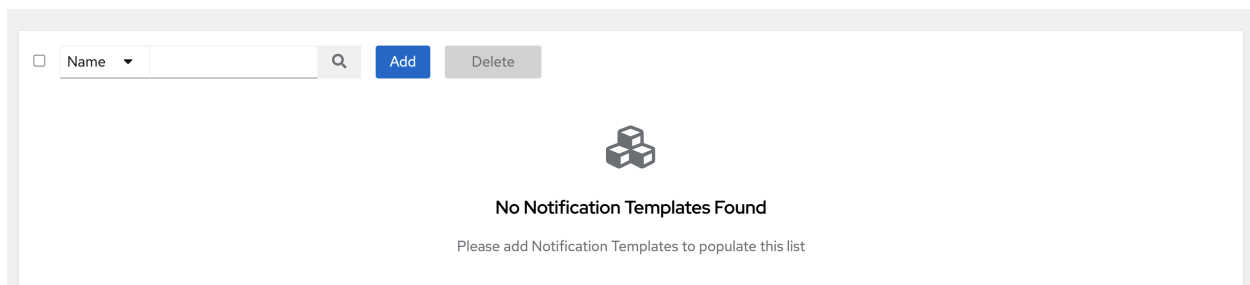 Name Add Delete
No Notification Templates Found
Please add Notification Templates to populate this list